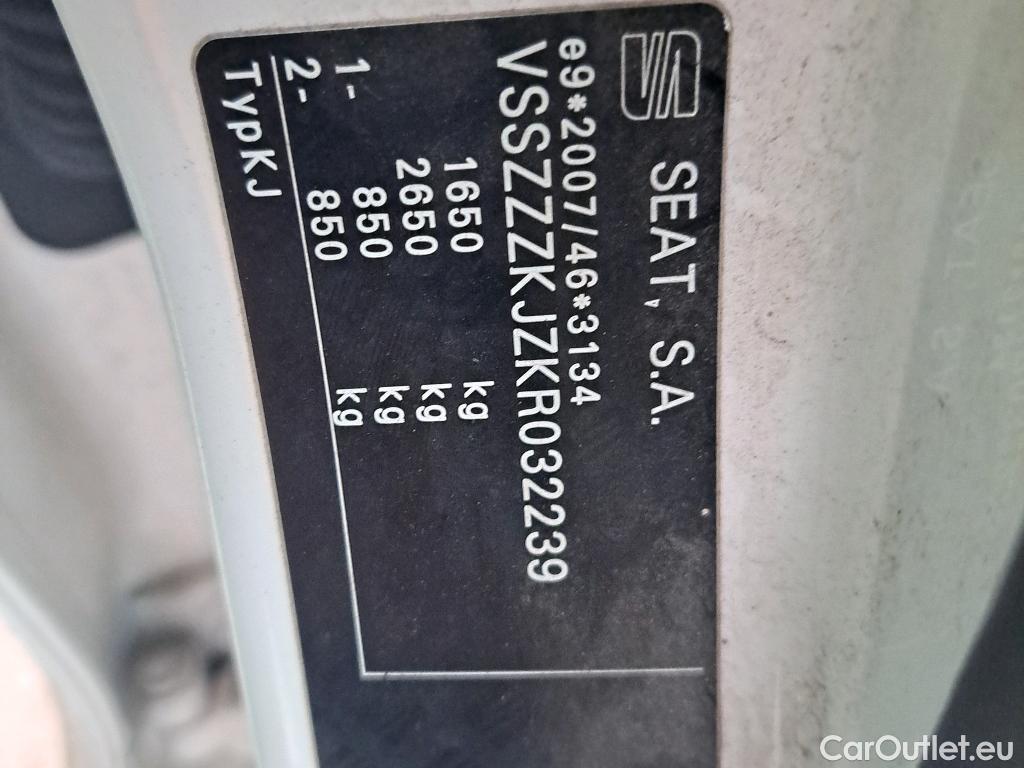 SEAT, S.A.
e9*2007/46*3134
VSSZZZKJZKR032239
1650 kg
2650 kg
1- 850 kg
2- 850 kg
TypKJ
CarOutlet.eu